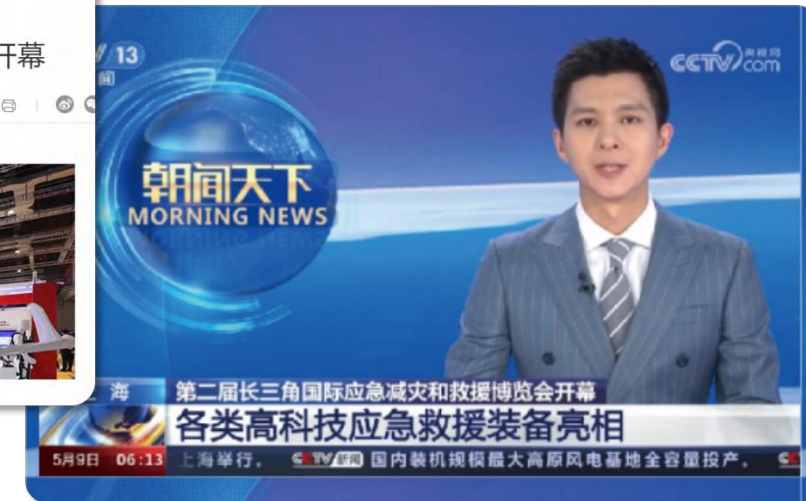 开幕
13
闻
CCTV 央视网
com
朝闻天下
MORNING NEWS
海
第二届长三角国际应急减灾和救援博览会开幕
各类高科技应急救援装备亮相
5月9日 06:13
上海举行。 CCTV新闻 国内装机规模最大高原风电基地全容量投产。